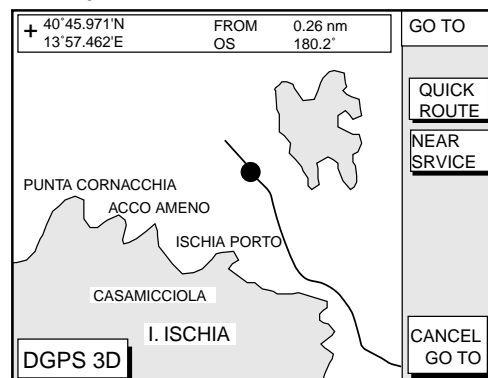 + 40°45.971'N FROM 0.26 nm
13°57.462'E OS 180.2°
GO TO
QUICK
ROUTE
NEAR
SRVICE
PUNTA CORNACCHIA
ACCO AMENO
ISCHIA PORTO
CASAMICCIOLA
I. ISCHIA
DGPS 3D
CANCEL
GO TO